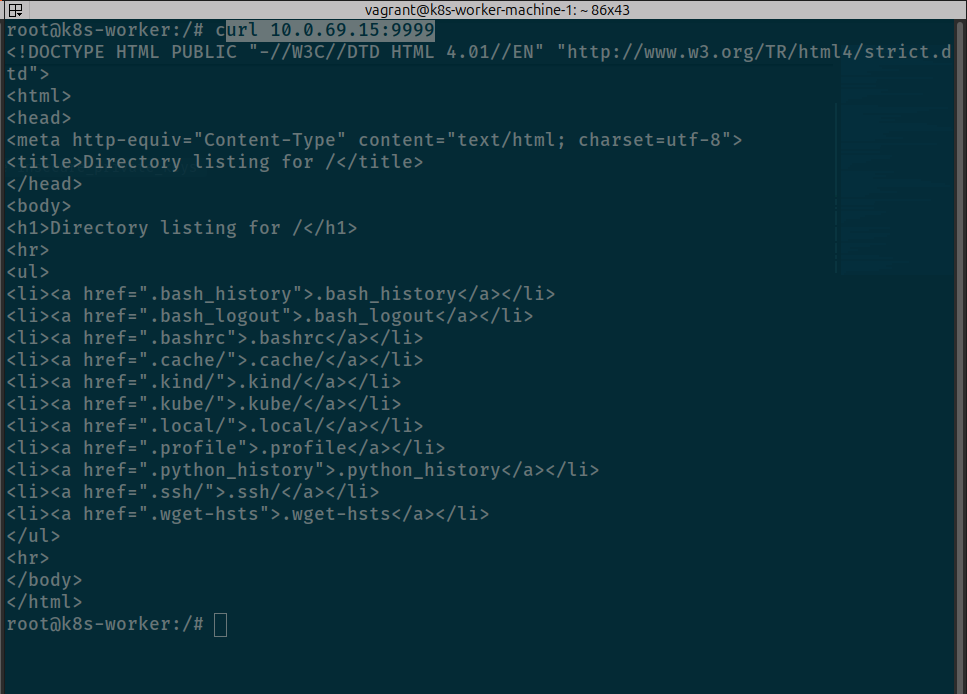 vagrant@k8s-worker-machine-1: ~ 86x43
root@k8s-worker:/# curl 10.0.69.15:9999
<!DOCTYPE HTML PUBLIC "-//W3C//DTD HTML 4.01//EN" "http://www.w3.org/TR/html4/strict.d
td">
<html>
<head>
<meta http-equiv="Content-Type" content="text/html; charset=utf-8">
<title>Directory listing for /</title>
</head>
<body>
<h1>Directory listing for /</h1>
<hr>
<ul>
<li><a href=".bash_history">.bash_history</a></li>
<li><a href=".bash_logout">.bash_logout</a></li>
<li><a href=".bashrc">.bashrc</a></li>
<li><a href=".cache/">.cache/</a></li>
<li><a href=".kind/">.kind/</a></li>
<li><a href=".kube/">.kube/</a></li>
<li><a href=".local/">.local/</a></li>
<li><a href=".profile">.profile</a></li>
<li><a href=".python_history">.python_history</a></li>
<li><a href=".ssh/">.ssh/</a></li>
<li><a href=".wget-hsts">.wget-hsts</a></li>
</ul>
<hr>
</body>
</html>
root@k8s-worker:/#